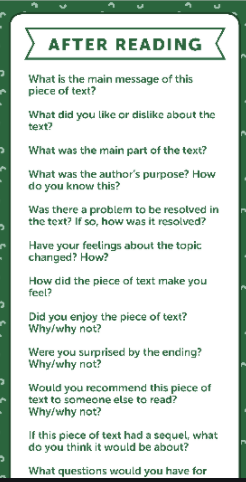 AFTER READING
What is the main message of this
piece of text?
What did you like or dislike about the
text?
What was the main part of the text?
What was the author's purpose? How
do you know this?
Was there a problem to be resolved in
the text? If so, how was it resolved?
Have your feelings about the topic
changed? How?
How did the piece of text make you
feel?
Did you enjoy the piece of text?
Why/why not?
Were you surprised by the ending?
Why/why not?
Would you recommend this piece of
text to someone else to read?
Why/why not?
If this piece of text had a sequel, what
do you think it would be about?
What questions would you have for